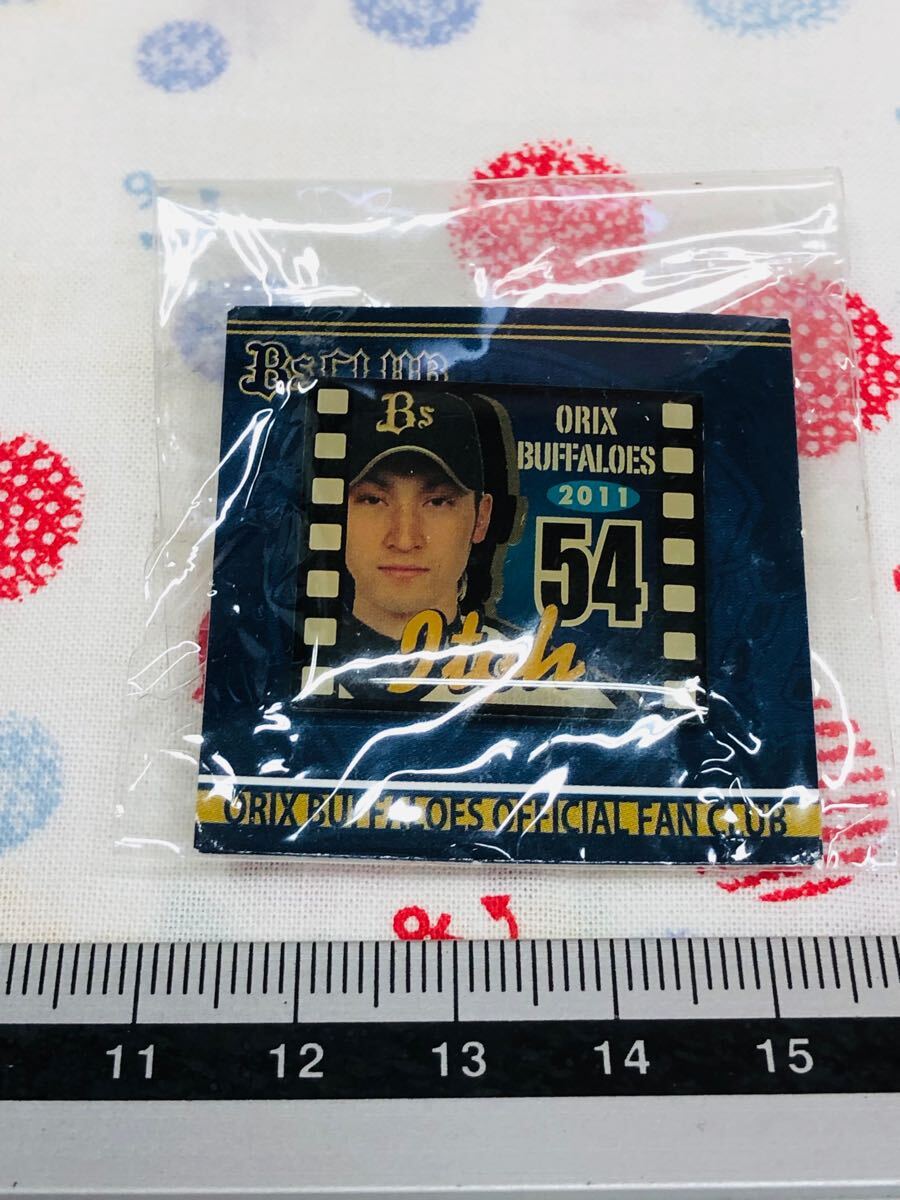 Bs CLUB
Bs
ORIX
BUFFALOES
2011
54
Itoh
ORIX BUFFALOES OFFICIAL FAN CLUB
11 12 13 14 15